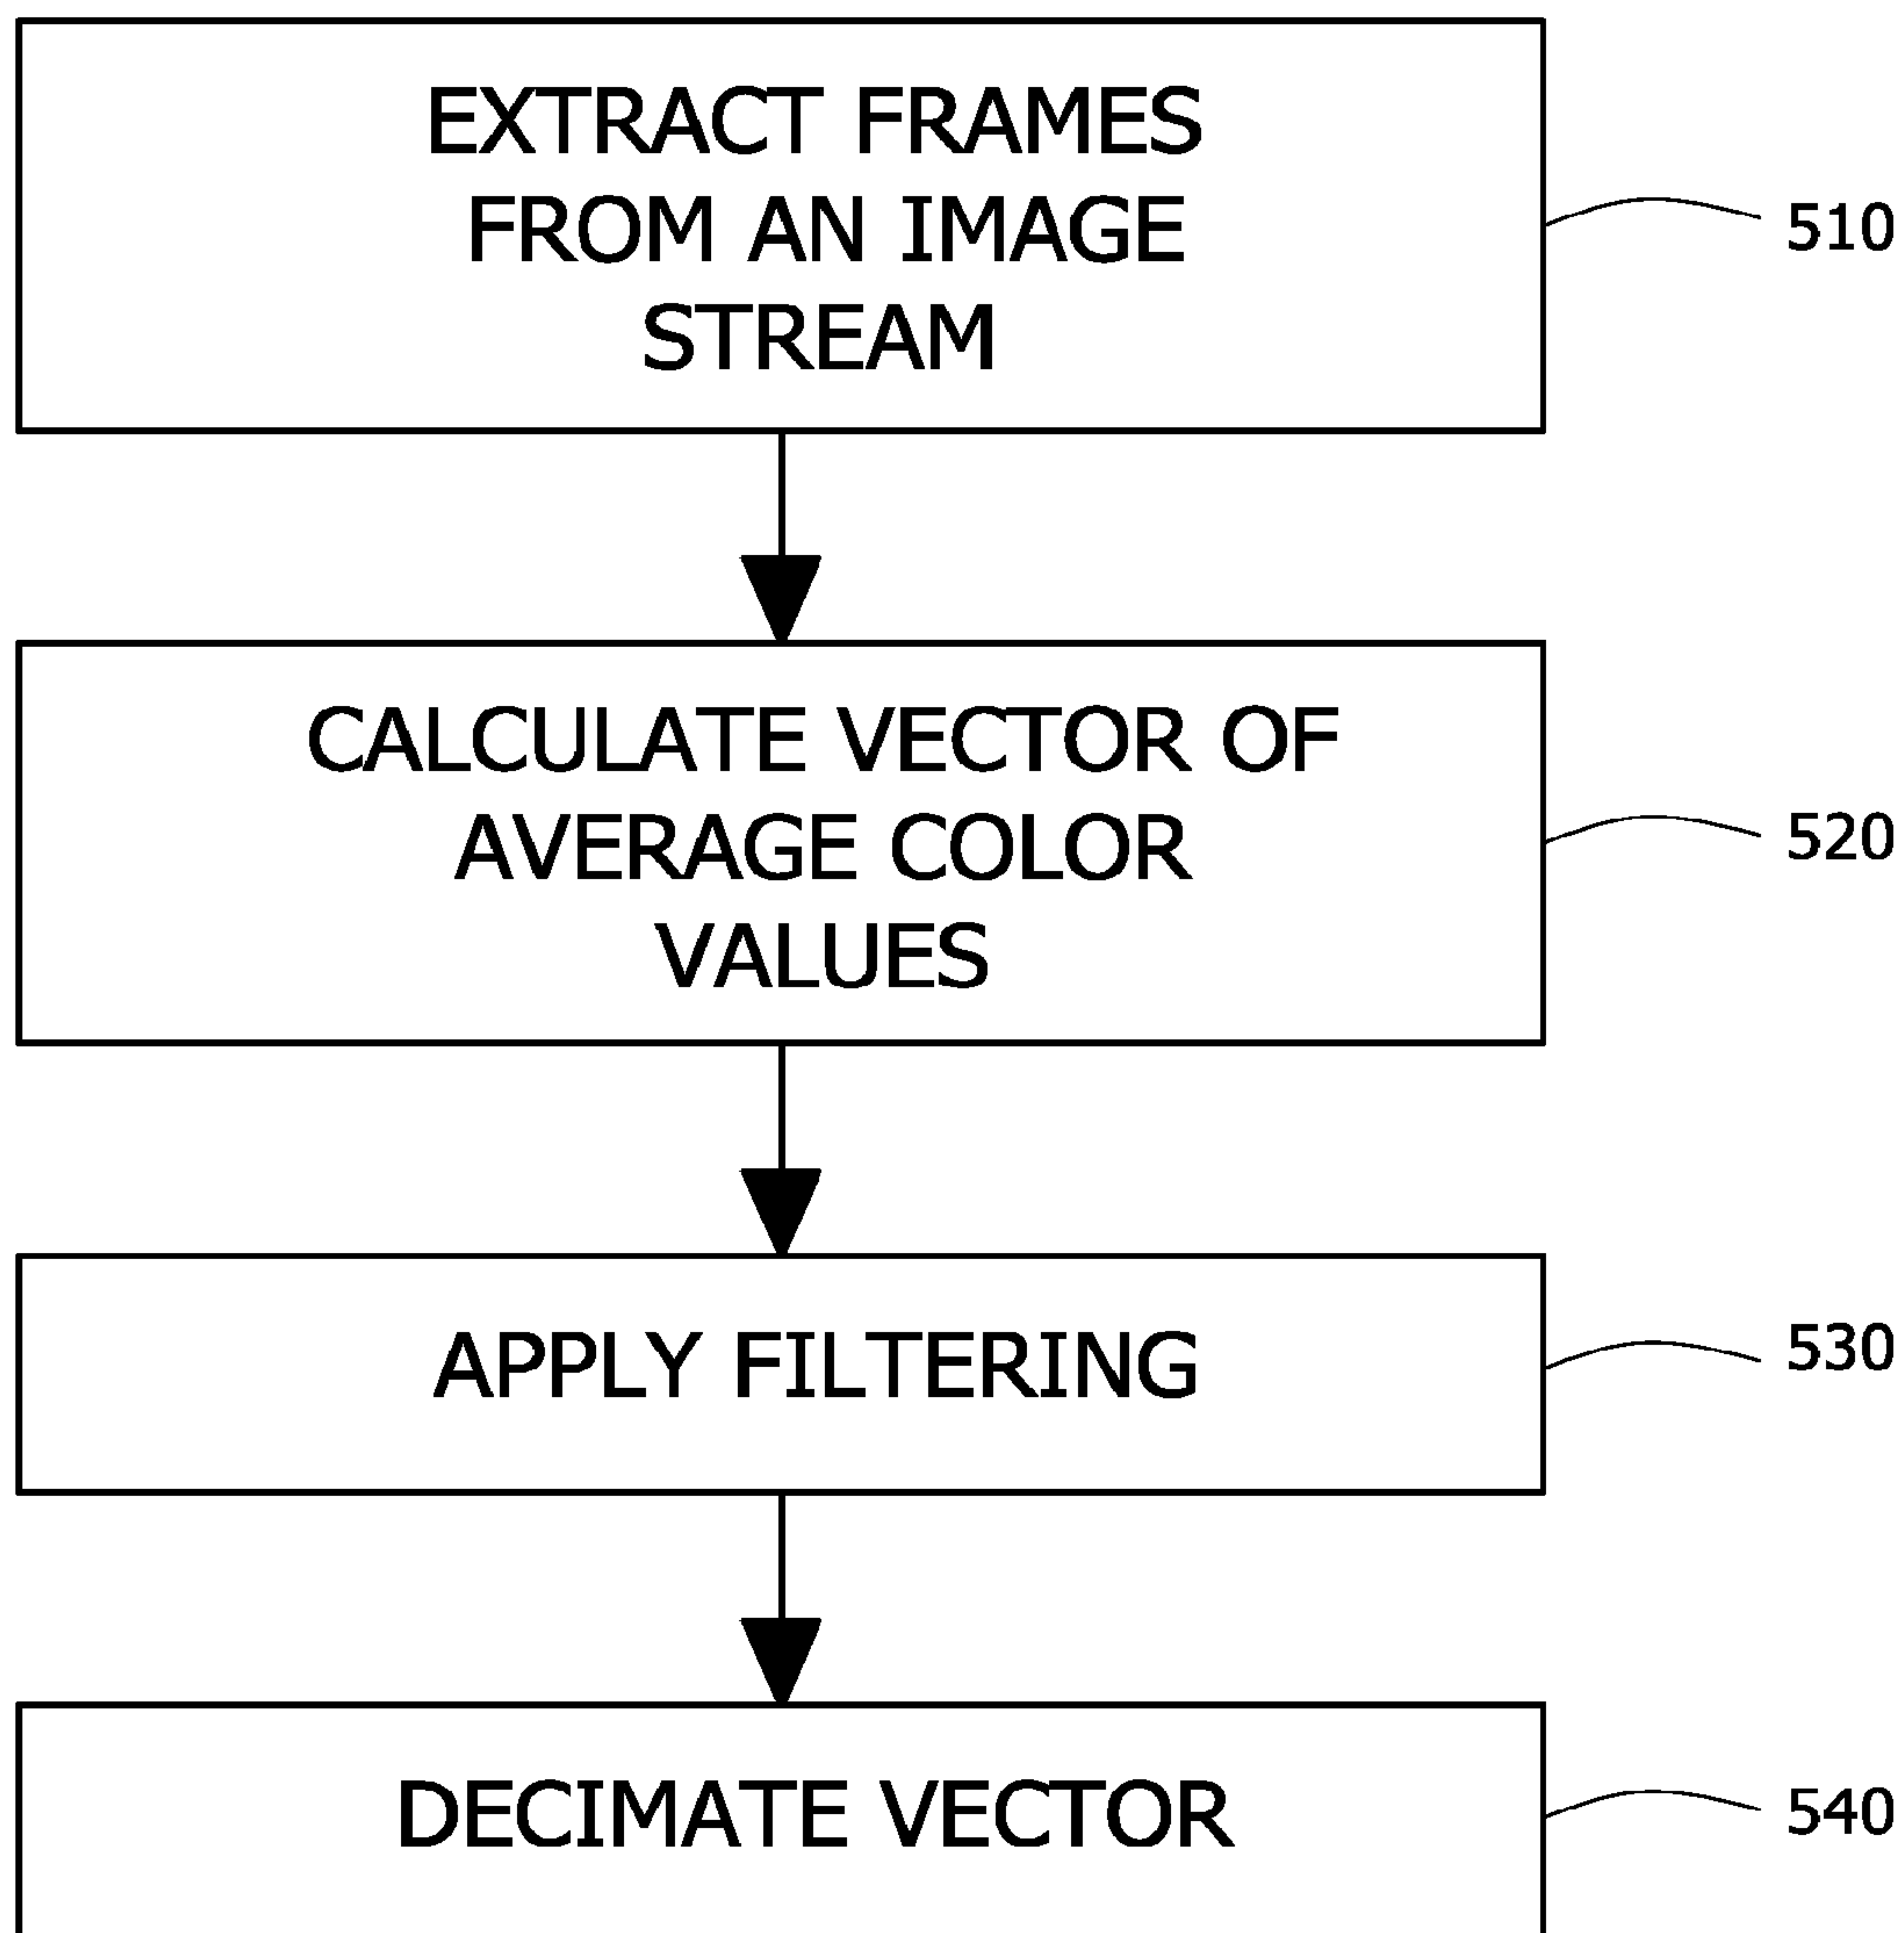 EXTRACT FRAMES
FROM AN IMAGE
STREAM
510
CALCULATE VECTOR OF
AVERAGE COLOR
VALUES
520
APPLY FILTERING
530
DECIMATE VECTOR
540